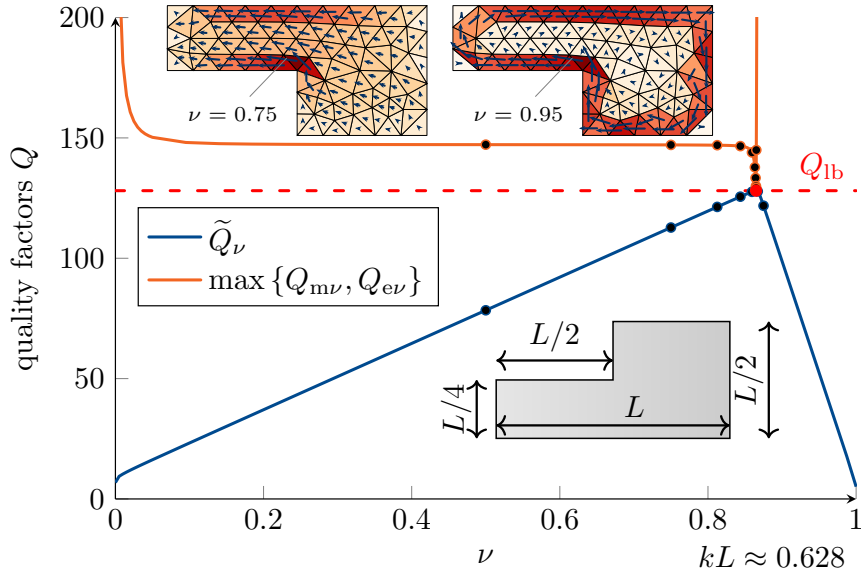 200
150
100
50
0
quality factors Q
ν = 0.75
ν = 0.95
Q_lb
Q̃_ν
max {Q_mν, Q_eν}
L/2
L/4
L
L/2
0
0.2
0.4
0.6
0.8
1
ν
kL ≈ 0.628